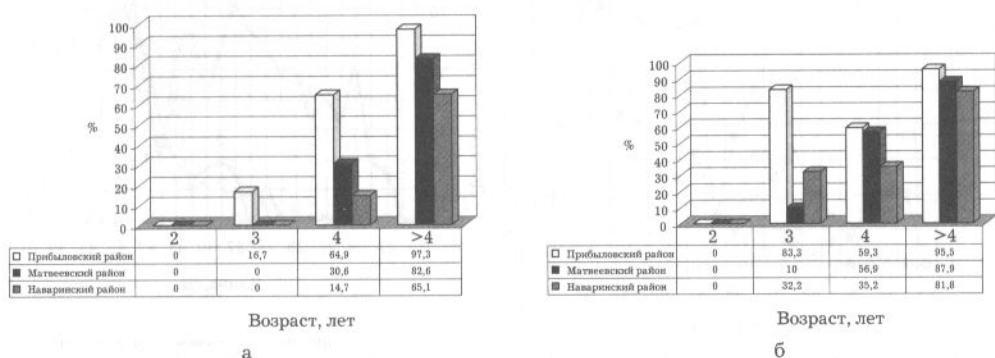 100
90
80
70
60
50
40
30
20
10
0
%
2 3 4 >4
Прибыловский район 0 16,7 64,9 97,3
Матвеевский район 0 0 30,6 82,6
Наваринский район 0 0 14,7 65,1
Возраст, лет
а
100
90
80
70
60
50
40
30
20
10
0
%
2 3 4 >4
Прибыловский район 0 83,3 59,3 95,5
Матвеевский район 0 10 56,9 87,9
Наваринский район 0 32,2 35,2 81,8
Возраст, лет
б